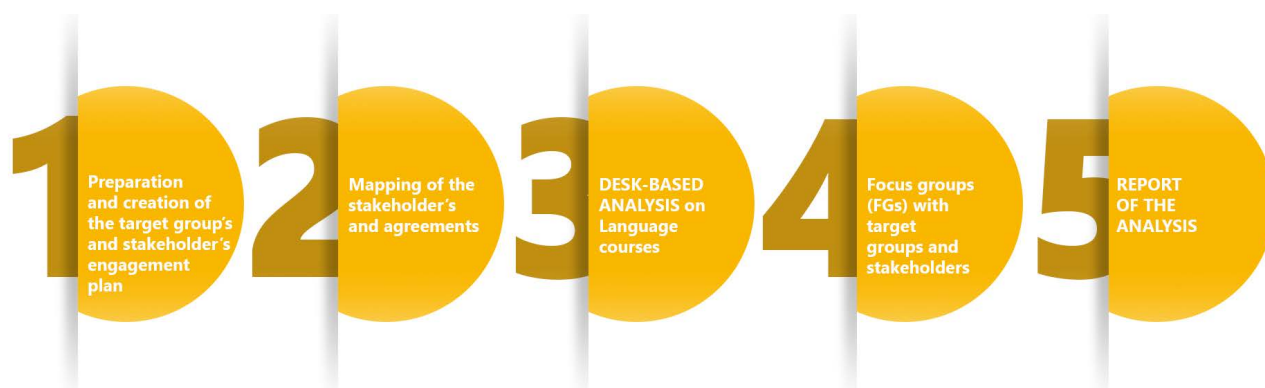 1
Preparation
and creation of
the target group's
and stakeholder's
engagement
plan
2
Mapping of the
stakeholder's
and agreements
3
DESK-BASED
ANALYSIS on
Language
courses
4
Focus groups
(FGs) with
target
groups and
stakeholders
5
REPORT
OF THE
ANALYSIS